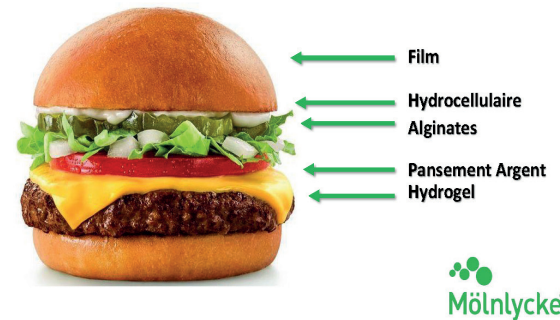 Film
Hydrocellulaire
Alginates
Pansement Argent
Hydrogel
Mölnlycke